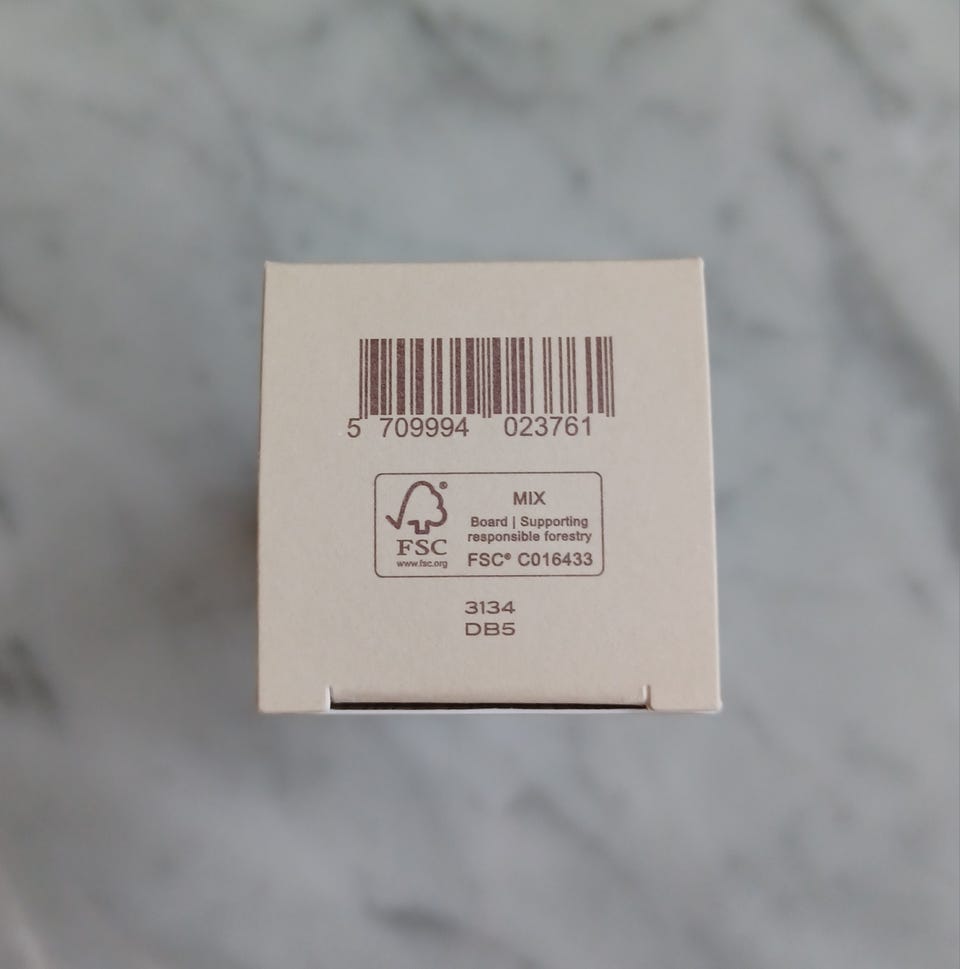 5 709994 023761
MIX
Board | Supporting
responsible forestry
FSC® C016433
®
FSC
www.fsc.org
3134
DB5